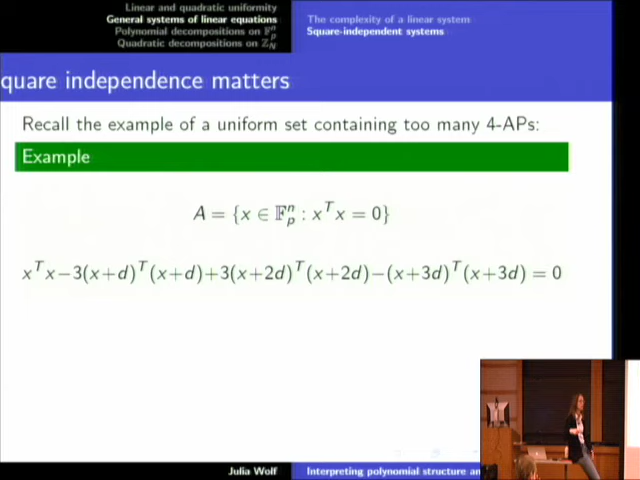 Linear and quadratic uniformity
General systems of linear equations
Polynomial decompositions on 𝔽ₚⁿ
Quadratic decompositions on ℤ_N
The complexity of a linear system
Square-independent systems
quare independence matters
Recall the example of a uniform set containing too many 4-APs:
Example
A = {x ∈ 𝔽ₚⁿ : xᵀx = 0}
xᵀx−3(x+d)ᵀ(x+d)+3(x+2d)ᵀ(x+2d)−(x+3d)ᵀ(x+3d) = 0
Julia Wolf
Interpreting polynomial structure an